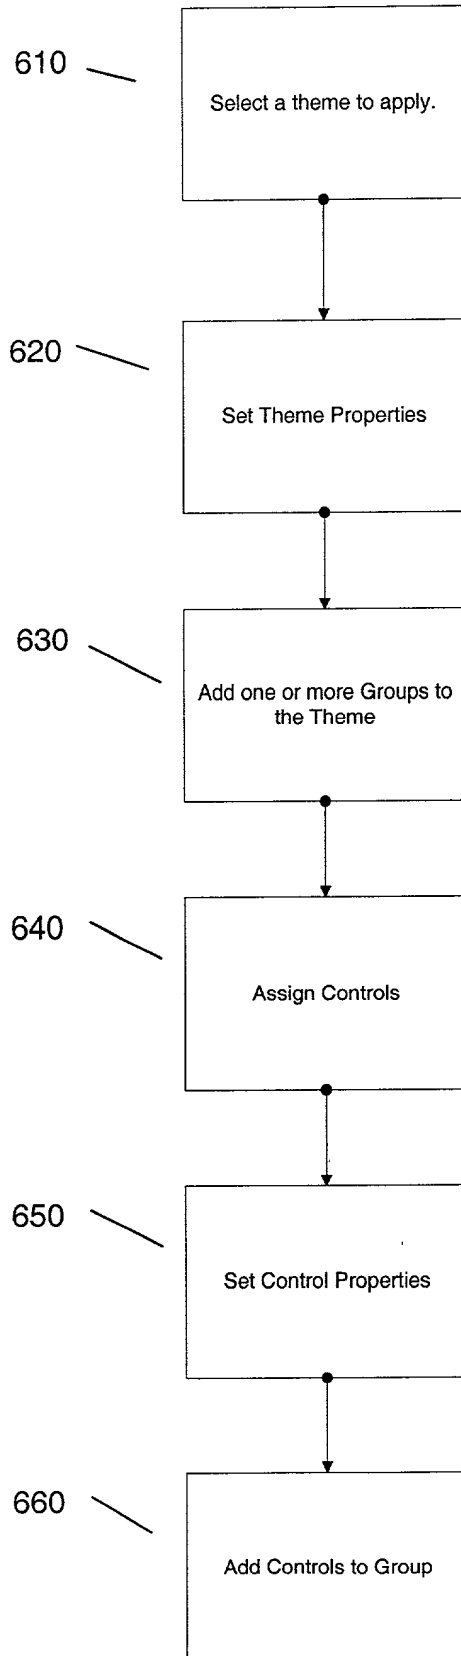 610
Select a theme to apply.
620
Set Theme Properties
630
Add one or more Groups to
the Theme
640
Assign Controls
650
Set Control Properties
660
Add Controls to Group